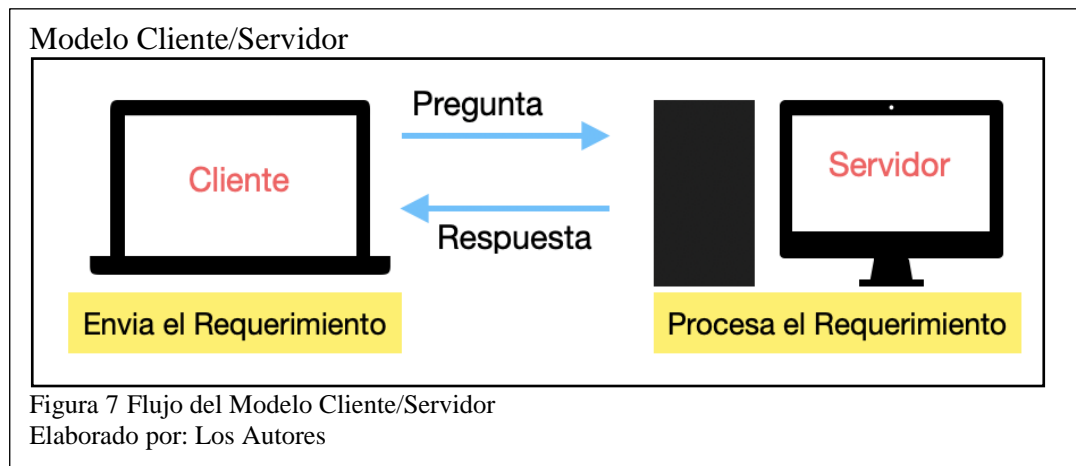 Modelo Cliente/Servidor
Pregunta
Cliente
Servidor
Respuesta
Envia el Requerimiento
Procesa el Requerimiento
Figura 7 Flujo del Modelo Cliente/Servidor
Elaborado por: Los Autores